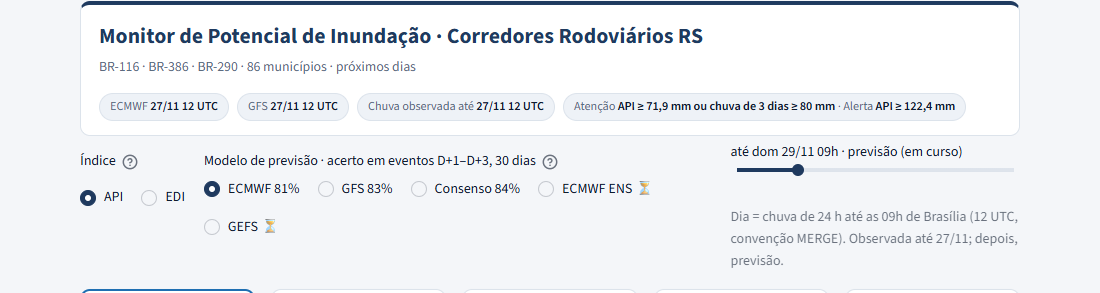 Monitor de Potencial de Inundação · Corredores Rodoviários RS
BR-116 · BR-386 · BR-290 · 86 municípios · próximos dias
ECMWF 27/11 12 UTC
GFS 27/11 12 UTC
Chuva observada até 27/11 12 UTC
Atenção API ≥ 71,9 mm ou chuva de 3 dias ≥ 80 mm · Alerta API ≥ 122,4 mm
Índice ?
API
EDI
Modelo de previsão · acerto em eventos D+1–D+3, 30 dias ?
ECMWF 81%
GFS 83%
Consenso 84%
ECMWF ENS ⏳
GEFS ⏳
até dom 29/11 09h · previsão (em curso)
Dia = chuva de 24 h até as 09h de Brasília (12 UTC,
convenção MERGE). Observada até 27/11; depois,
previsão.